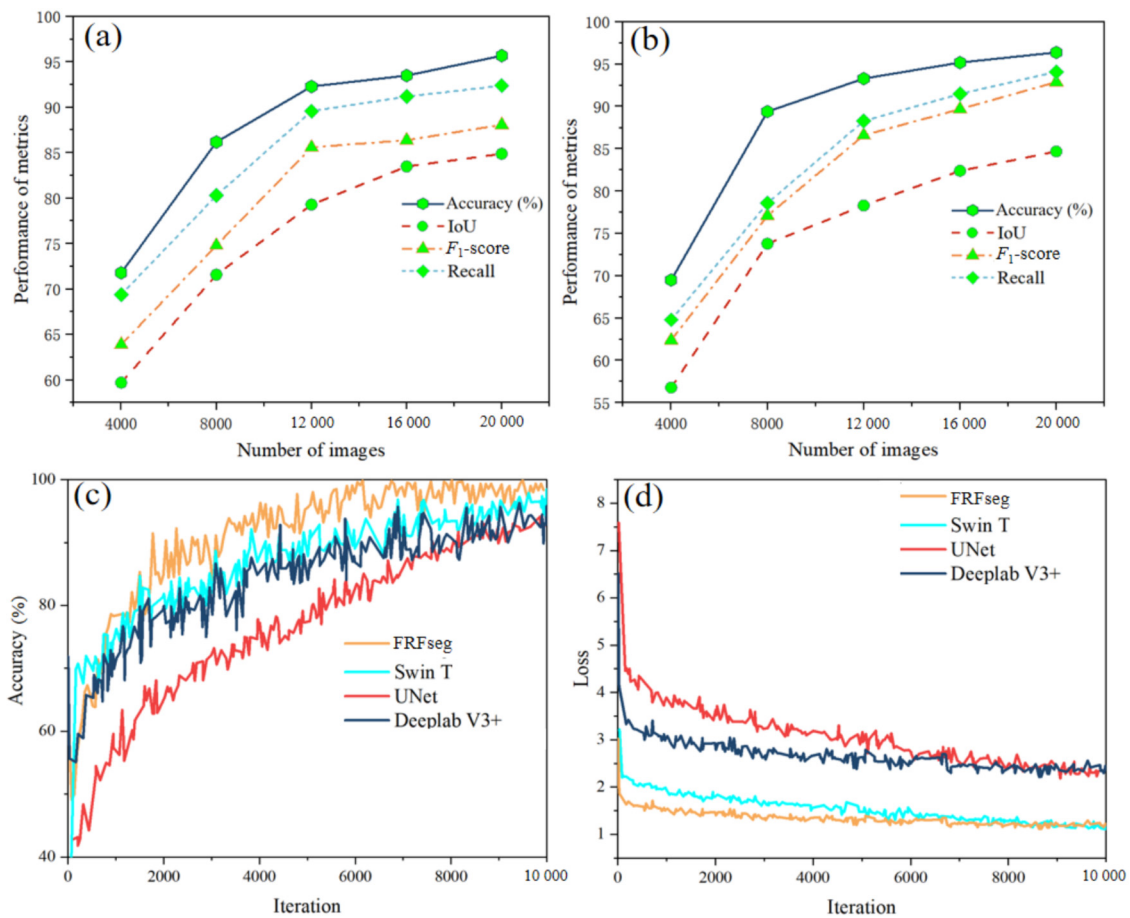 (a)
100
95
90
85
80
75
70
65
60
Performance of metrics
Accuracy (%)
IoU
F1-score
Recall
4000 8000 12 000 16 000 20 000
Number of images
(b)
100
95
90
85
80
75
70
65
60
55
Performance of metrics
Accuracy (%)
IoU
F1-score
Recall
4000 8000 12 000 16 000 20 000
Number of images
(c)
100
80
60
40
Accuracy (%)
FRFseg
Swin T
UNet
Deeplab V3+
0 2000 4000 6000 8000 10 000
Iteration
(d)
8
7
6
5
4
3
2
1
Loss
FRFseg
Swin T
UNet
Deeplab V3+
0 2000 4000 6000 8000 10 000
Iteration